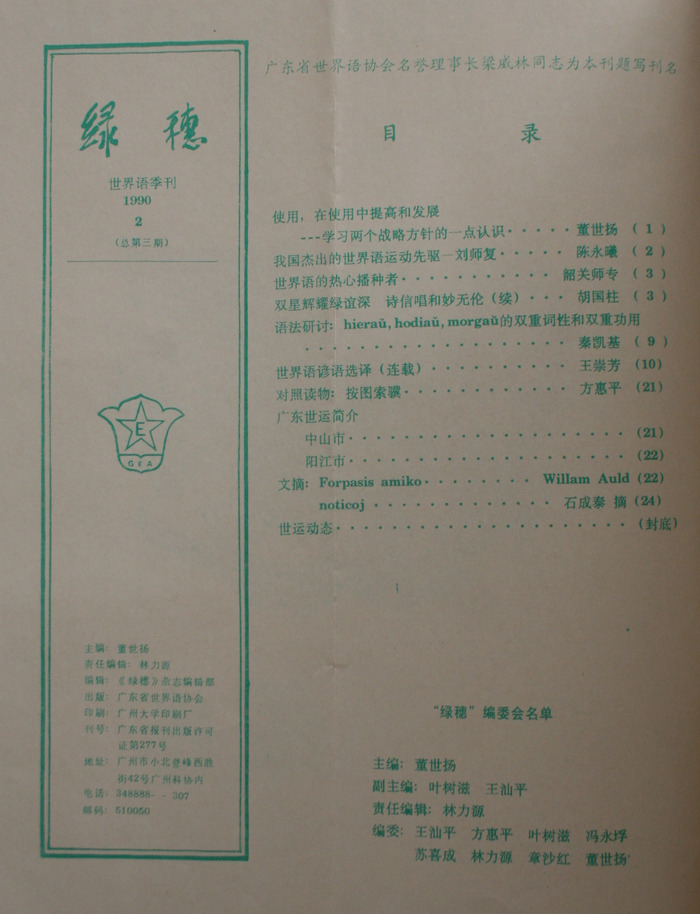 广东省世界语协会名誉理事长梁威林同志为本刊题写刊名
绿穗
世界语季刊
1990
2
(总第三期)
E
GEA
主编: 董世扬
责任编辑: 林力源
编辑: 《绿穗》杂志编辑部
出版: 广东省世界语协会
印刷: 广州大学印刷厂
刊号: 广东省报刊出版许可
证第277号
地址: 广州市小北登峰西胜
街42号广州科协内
电话: 348888--307
邮码: 510050
目录
使用, 在使用中提高和发展
---学习两个战略方针的一点认识·····董世扬 (1)
我国杰出的世界语运动先驱—刘师复·····陈永曦 (2)
世界语的热心播种者···········韶关师专 (3)
双星辉耀绿谊深 诗信唱和妙无伦(续)···胡国柱 (3)
语法研讨: hieraŭ, hodiaŭ, morgaŭ的双重词性和双重功用
··················秦凯基 (9)
世界语谚语选译(连载)··········王崇芳 (10)
对照读物: 按图索骥············方惠平 (21)
广东世运简介
中山市·····················(21)
阳江市·····················(22)
文摘: Forpasis amiko········Willam Auld (22)
noticoj············石成泰 摘 (24)
世运动态·····················(封底)
“绿穗”编委会名单
主编: 董世扬
副主编: 叶树滋 王汕平
责任编辑: 林力源
编委: 王汕平 方惠平 叶树滋 冯永垺
苏喜成 林力源 章沙红 董世扬